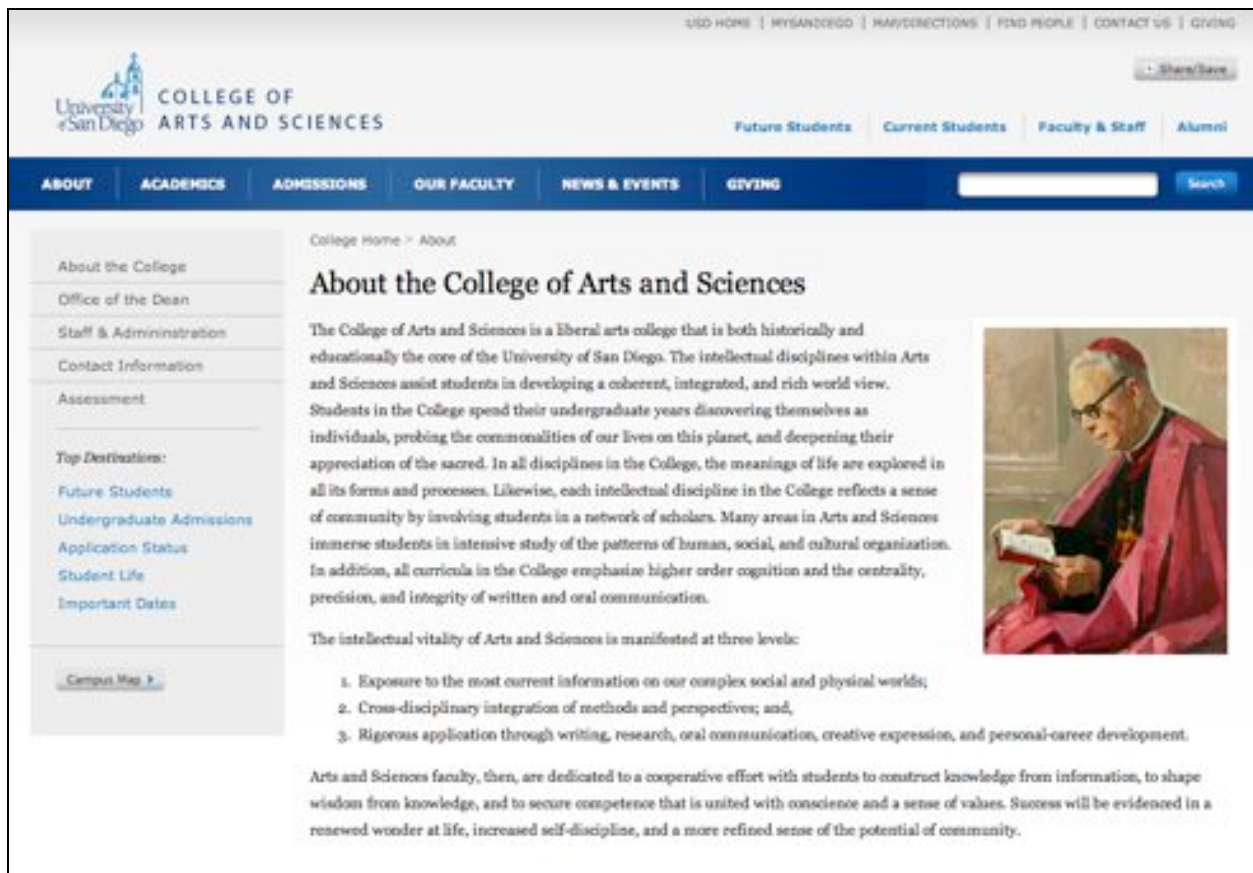 USD HOME | MYSANDIEGO | MAP/DIRECTIONS | FIND PEOPLE | CONTACT US | GIVING
Share/Save
University
of San Diego
COLLEGE OF
ARTS AND SCIENCES
Future Students
Current Students
Faculty & Staff
Alumni
ABOUT
ACADEMICS
ADMISSIONS
OUR FACULTY
NEWS & EVENTS
GIVING
Search
About the College
Office of the Dean
Staff & Admininstration
Contact Information
Assessment
Top Destinations:
Future Students
Undergraduate Admissions
Application Status
Student Life
Important Dates
Campus Map
College Home > About
About the College of Arts and Sciences
The College of Arts and Sciences is a liberal arts college that is both historically and
educationally the core of the University of San Diego. The intellectual disciplines within Arts
and Sciences assist students in developing a coherent, integrated, and rich world view.
Students in the College spend their undergraduate years discovering themselves as
individuals, probing the commonalities of our lives on this planet, and deepening their
appreciation of the sacred. In all disciplines in the College, the meanings of life are explored in
all its forms and processes. Likewise, each intellectual discipline in the College reflects a sense
of community by involving students in a network of scholars. Many areas in Arts and Sciences
immerse students in intensive study of the patterns of human, social, and cultural organization.
In addition, all curricula in the College emphasize higher order cognition and the centrality,
precision, and integrity of written and oral communication.
The intellectual vitality of Arts and Sciences is manifested at three levels:
1. Exposure to the most current information on our complex social and physical worlds;
2. Cross-disciplinary integration of methods and perspectives; and,
3. Rigorous application through writing, research, oral communication, creative expression, and personal-career development.
Arts and Sciences faculty, then, are dedicated to a cooperative effort with students to construct knowledge from information, to shape
wisdom from knowledge, and to secure competence that is united with conscience and a sense of values. Success will be evidenced in a
renewed wonder at life, increased self-discipline, and a more refined sense of the potential of community.